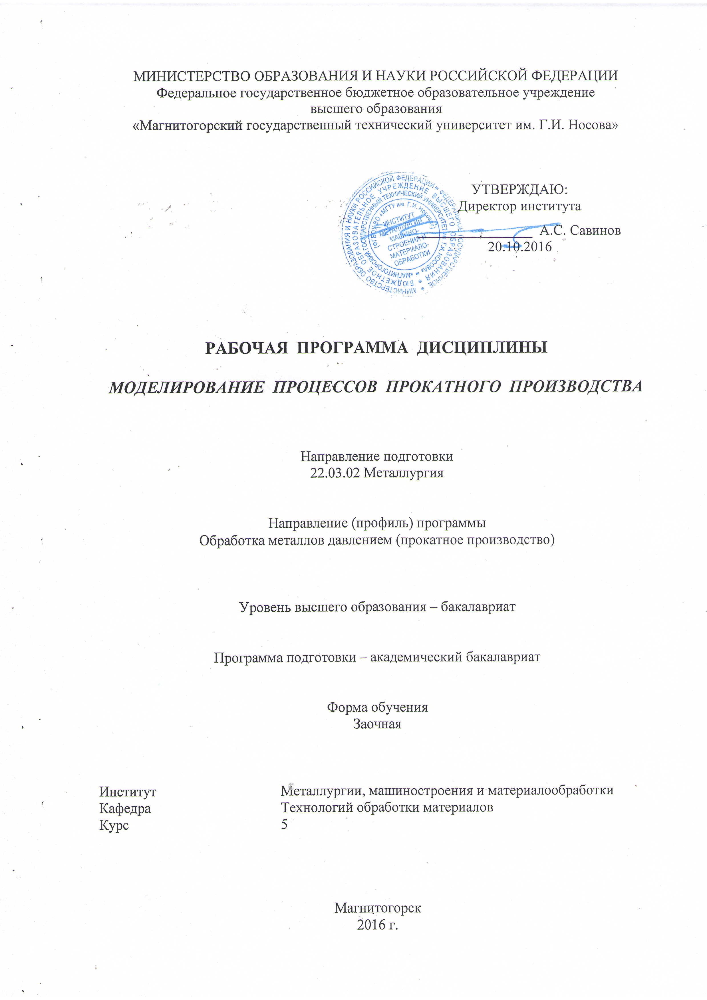 МИНИСТЕРСТВО ОБРАЗОВАНИЯ И НАУКИ РОССИЙСКОЙ ФЕДЕРАЦИИ
Федеральное государственное бюджетное образовательное учреждение
высшего образования
«Магнитогорский государственный технический университет им. Г.И. Носова»
УТВЕРЖДАЮ:
Директор института
А.С. Савинов
20.10.2016
* МИНИСТЕРСТВО ОБРАЗОВАНИЯ И НАУКИ РОССИЙСКОЙ ФЕДЕРАЦИИ * ФЕДЕРАЛЬНОЕ ГОСУДАРСТВЕННОЕ
* БЮДЖЕТНОЕ ОБРАЗОВАТЕЛЬНОЕ УЧРЕЖДЕНИЕ ВЫСШЕГО ОБРАЗОВАНИЯ
* «МАГНИТОГОРСКИЙ ГОСУДАРСТВЕННЫЙ ТЕХНИЧЕСКИЙ УНИВЕРСИТЕТ им. Г.И. НОСОВА»
(ФГБОУ ВО «МГТУ им. Г.И. Носова»)
ИНСТИТУТ
МЕТАЛЛУРГИИ,
МАШИНО-
СТРОЕНИЯ И
МАТЕРИАЛО-
ОБРАБОТКИ
РАБОЧАЯ ПРОГРАММА ДИСЦИПЛИНЫ
МОДЕЛИРОВАНИЕ ПРОЦЕССОВ ПРОКАТНОГО ПРОИЗВОДСТВА
Направление подготовки
22.03.02 Металлургия
Направление (профиль) программы
Обработка металлов давлением (прокатное производство)
Уровень высшего образования – бакалавриат
Программа подготовки – академический бакалавриат
Форма обучения
Заочная
Институт Металлургии, машиностроения и материалообработки
Кафедра Технологий обработки материалов
Курс 5
Магнитогорск
2016 г.